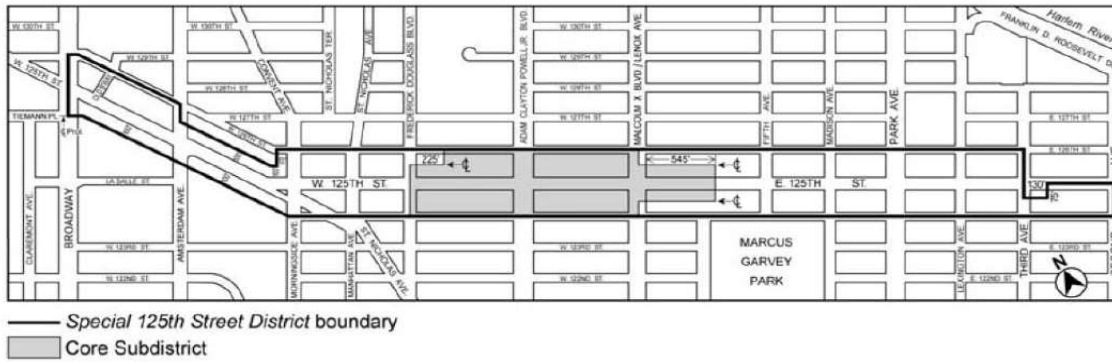 W. 130TH ST.
W. 130TH ST.
W. 130TH ST.
E. 130TH ST.
Harlem River
FRANKLIN D. ROOSEVELT D
W. 129TH ST.
W. 129TH ST.
E. 129TH ST.
W. 125TH ST.
W. 128TH ST.
CONVENT AVE.
ST. NICHOLAS TER.
ST. NICHOLAS AVE
FREDERICK DOUGLASS BLVD.
ADAM CLAYTON POWELL JR. BLVD.
MALCOLM X BLVD / LENOX AVE
FIFTH AVE.
MADISON AVE.
PARK AVE.
TIEMANN PL.
W. 127TH ST.
W. 127TH ST.
E. 127TH ST.
W. 126TH ST.
E. 126TH ST.
225'
545'
LA SALLE ST.
W. 125TH ST.
E. 125TH ST.
130'
75'
CLAREMONT AVE.
BROADWAY
AMSTERDAM AVE.
MORNINGSIDE AVE.
MANHATTAN AVE.
ST. NICHOLAS AVE.
W. 123RD ST.
W. 123RD ST.
W. 122ND ST.
W. 122ND ST.
MARCUS
GARVEY
PARK
LEXINGTON AVE.
THIRD AVE.
E. 123RD ST.
E. 122ND ST.
N
Special 125th Street District boundary
Core Subdistrict